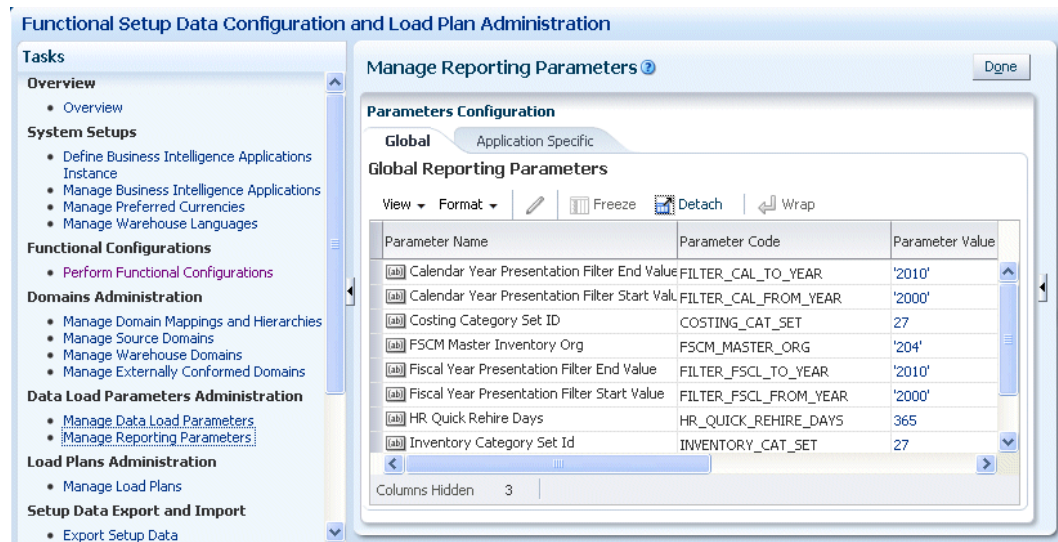 Functional Setup Data Configuration and Load Plan Administration
Tasks
Overview
Overview
System Setups
Define Business Intelligence Applications
Instance
Manage Business Intelligence Applications
Manage Preferred Currencies
Manage Warehouse Languages
Functional Configurations
Perform Functional Configurations
Domains Administration
Manage Domain Mappings and Hierarchies
Manage Source Domains
Manage Warehouse Domains
Manage Externally Conformed Domains
Data Load Parameters Administration
Manage Data Load Parameters
Manage Reporting Parameters
Load Plans Administration
Manage Load Plans
Setup Data Export and Import
Export Setup Data
Manage Reporting Parameters
Done
Parameters Configuration
Global Application Specific
Global Reporting Parameters
View Format Freeze Detach Wrap
Parameter Name Parameter Code Parameter Value
Calendar Year Presentation Filter End Value FILTER_CAL_TO_YEAR '2010'
Calendar Year Presentation Filter Start Valu FILTER_CAL_FROM_YEAR '2000'
Costing Category Set ID COSTING_CAT_SET 27
FSCM Master Inventory Org FSCM_MASTER_ORG '204'
Fiscal Year Presentation Filter End Value FILTER_FSCL_TO_YEAR '2010'
Fiscal Year Presentation Filter Start Value FILTER_FSCL_FROM_YEAR '2000'
HR Quick Rehire Days HR_QUICK_REHIRE_DAYS 365
Inventory Category Set Id INVENTORY_CAT_SET 27
Columns Hidden 3